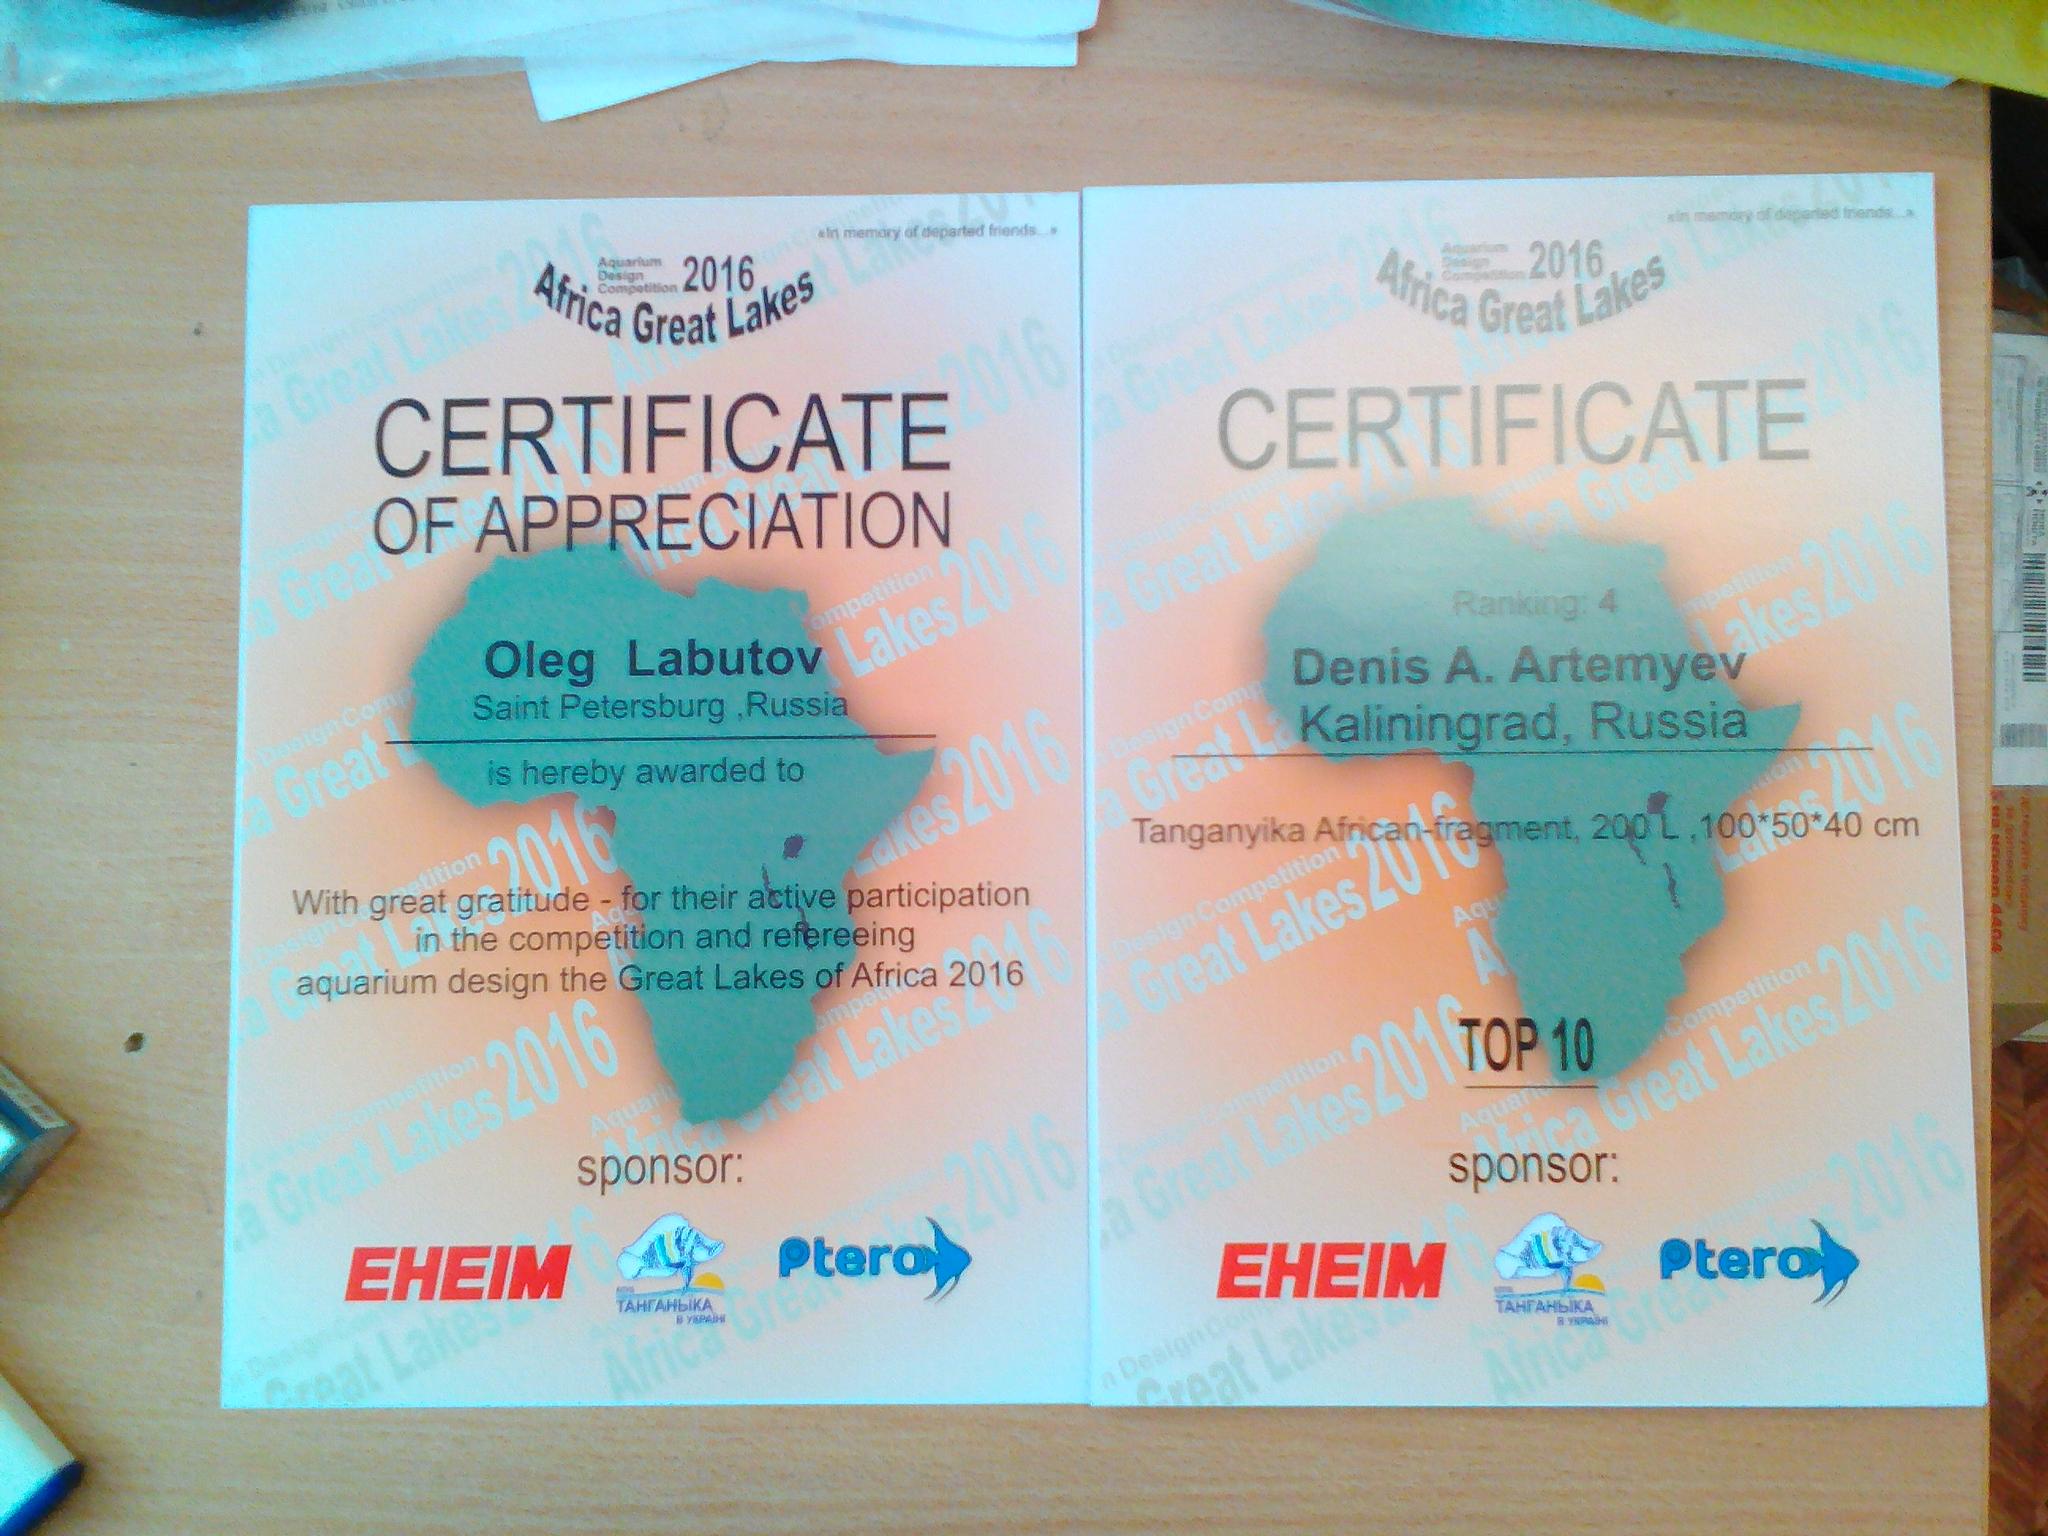 «In memory of departed friends...»
Aquarium
Design
Competition 2016
Africa Great Lakes
CERTIFICATE
OF APPRECIATION
Oleg Labutov
Saint Petersburg ,Russia
is hereby awarded to
With great gratitude - for their active participation
in the competition and refereeing
aquarium design the Great Lakes of Africa 2016
sponsor:
EHEIM
ТАНГАНЬІКА
В УКРАЇНІ
Ptero
«In memory of departed friends...»
Aquarium
Design
Competition 2016
Africa Great Lakes
CERTIFICATE
Ranking: 4
Denis A. Artemyev
Kaliningrad, Russia
Tanganyika African-fragment, 200 L ,100*50*40 cm
TOP 10
sponsor:
EHEIM
ТАНГАНЬІКА
В УКРАЇНІ
Ptero